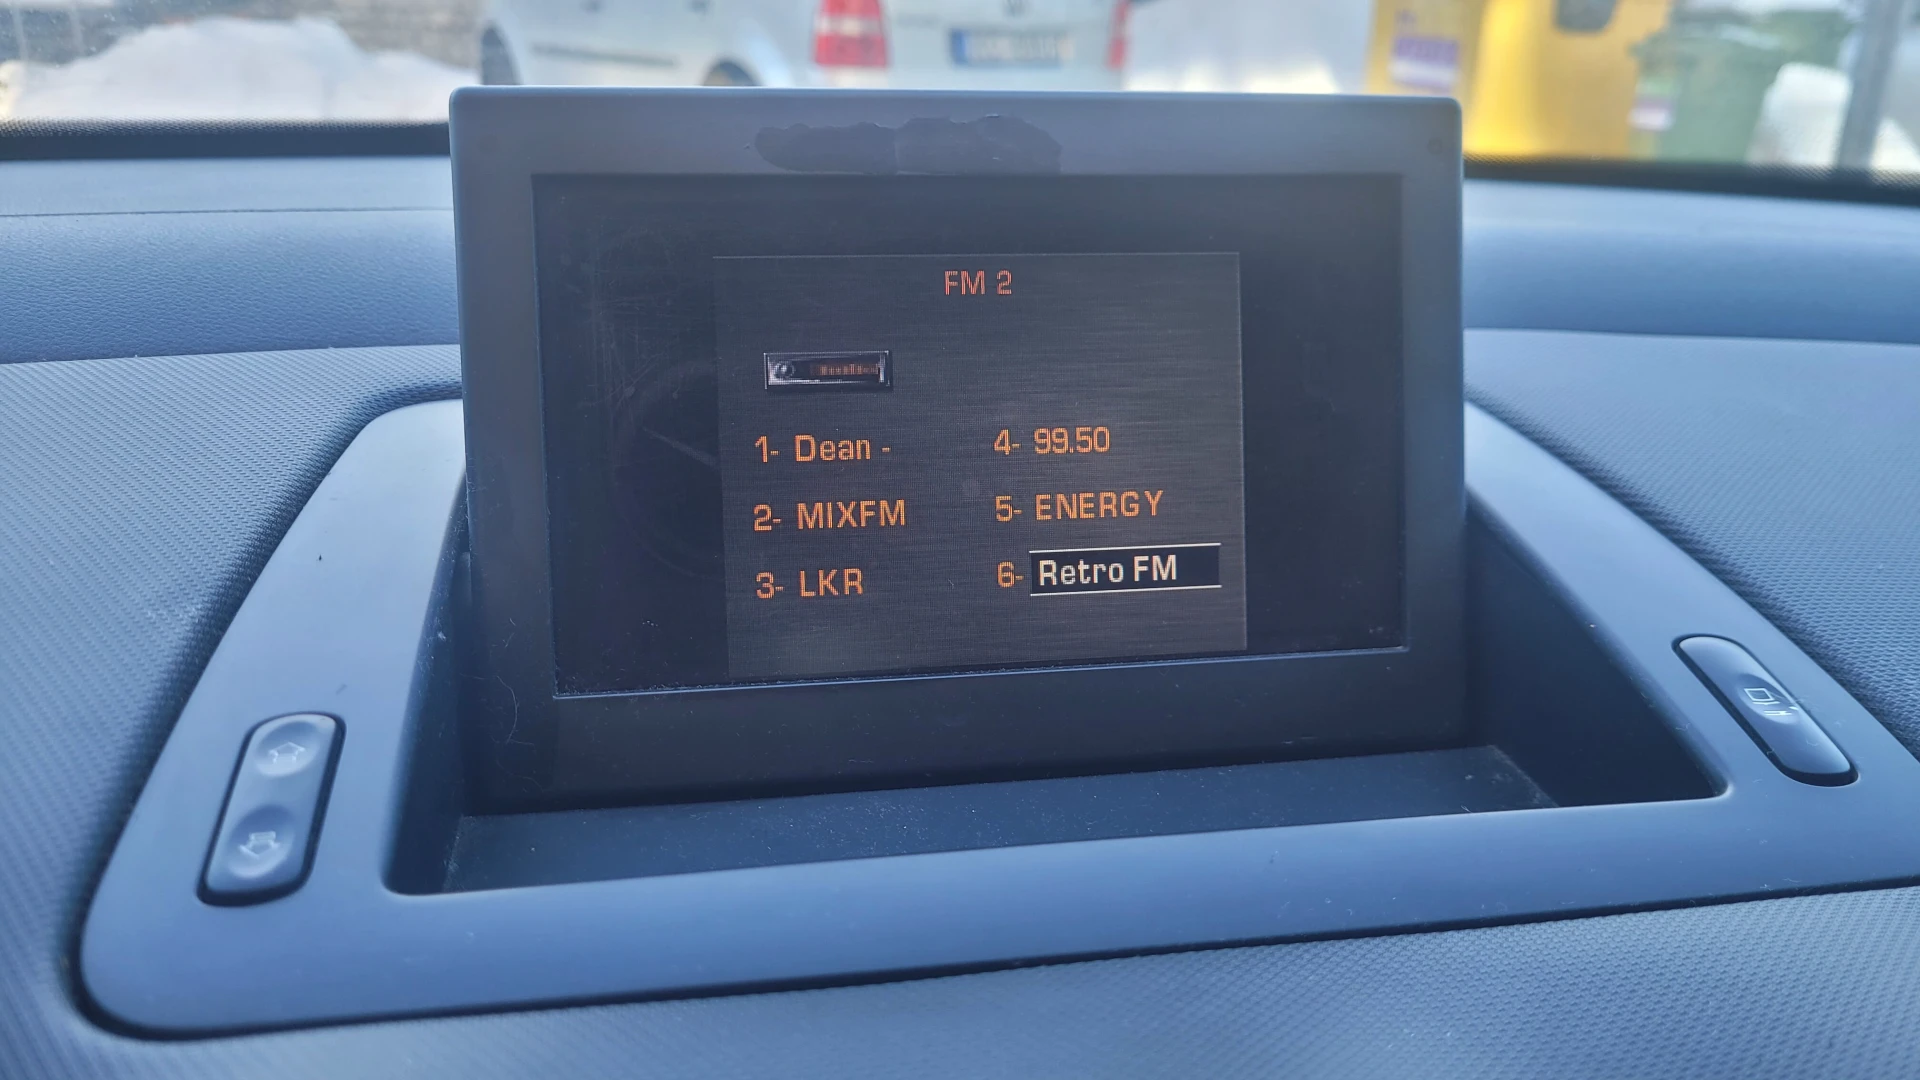 FM 2
1- Dean -
2- MIXFM
3- LKR
4- 99.50
5- ENERGY
6- Retro FM